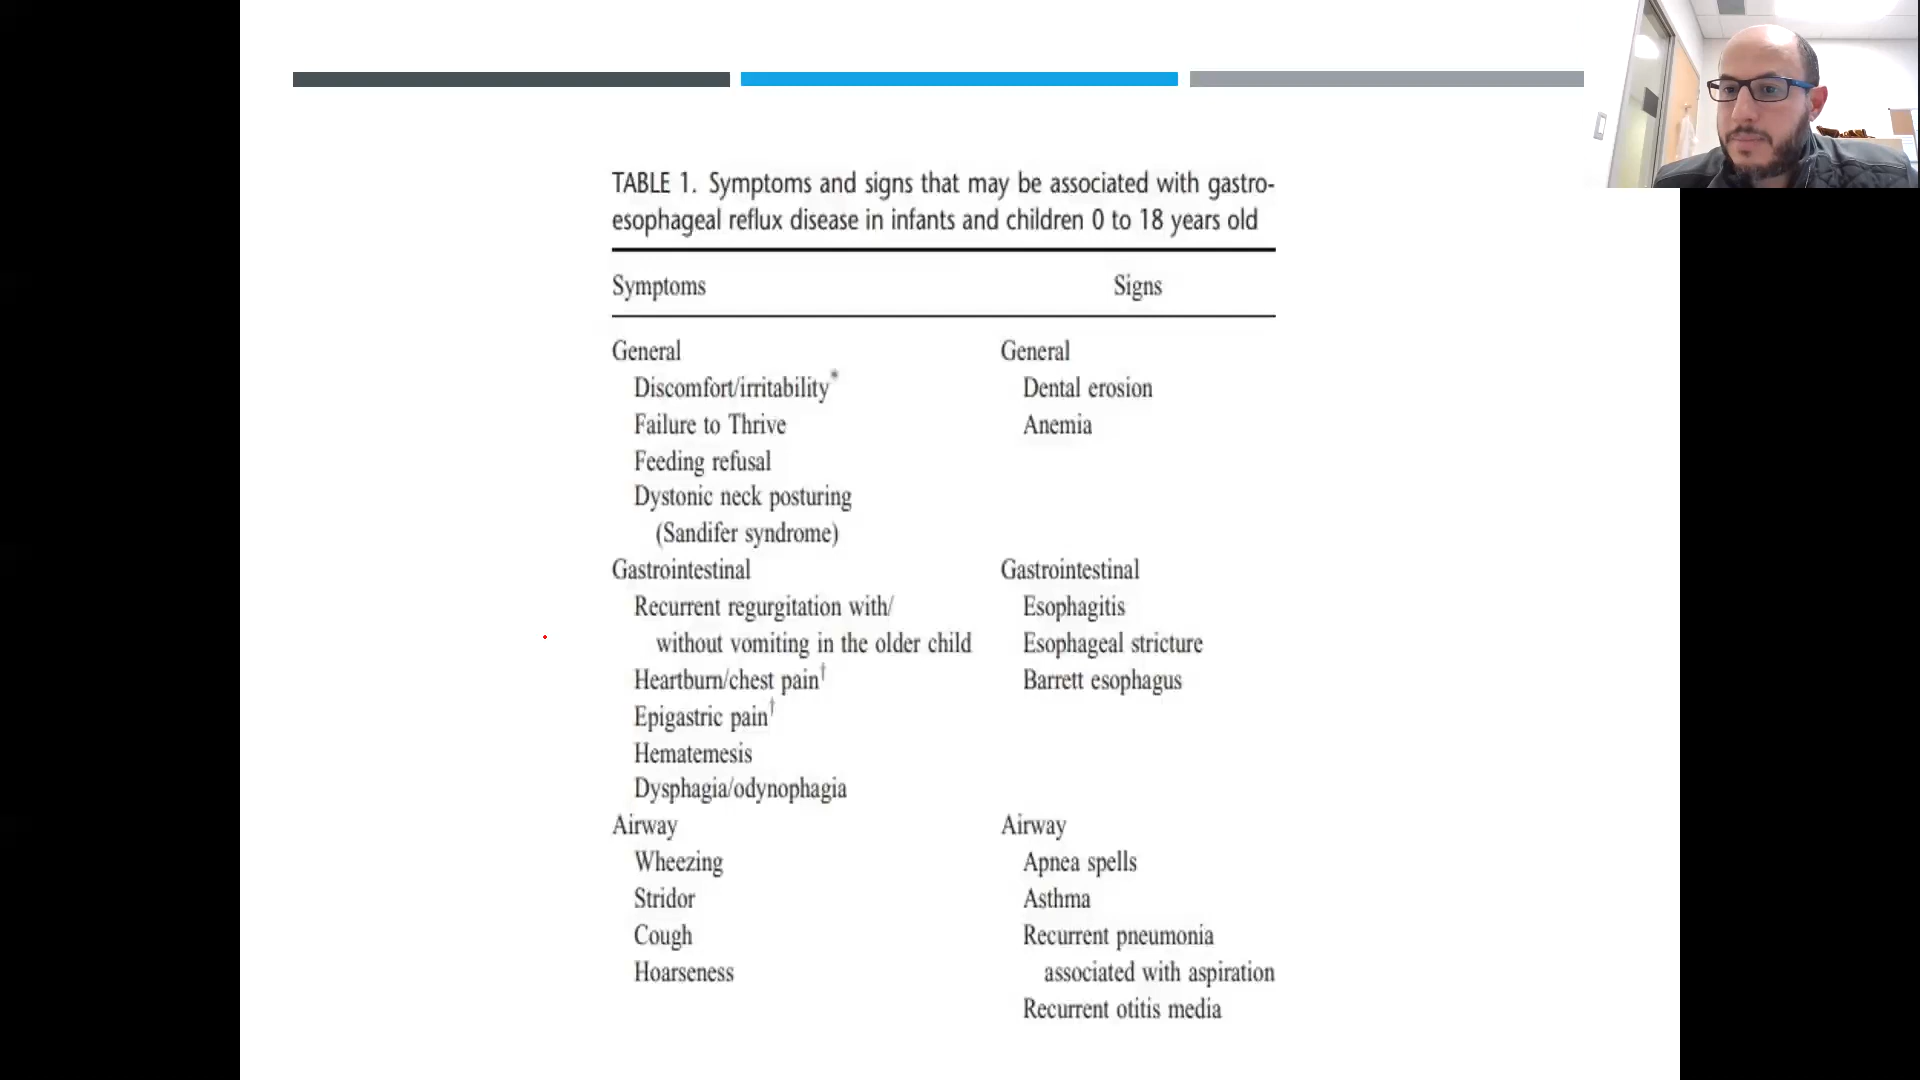 TABLE 1. Symptoms and signs that may be associated with gastro-
esophageal reflux disease in infants and children 0 to 18 years old
Symptoms Signs
General General
Discomfort/irritability* Dental erosion
Failure to Thrive Anemia
Feeding refusal
Dystonic neck posturing
(Sandifer syndrome)
Gastrointestinal Gastrointestinal
Recurrent regurgitation with/ Esophagitis
without vomiting in the older child Esophageal stricture
Heartburn/chest pain† Barrett esophagus
Epigastric pain†
Hematemesis
Dysphagia/odynophagia
Airway Airway
Wheezing Apnea spells
Stridor Asthma
Cough Recurrent pneumonia
Hoarseness associated with aspiration
Recurrent otitis media